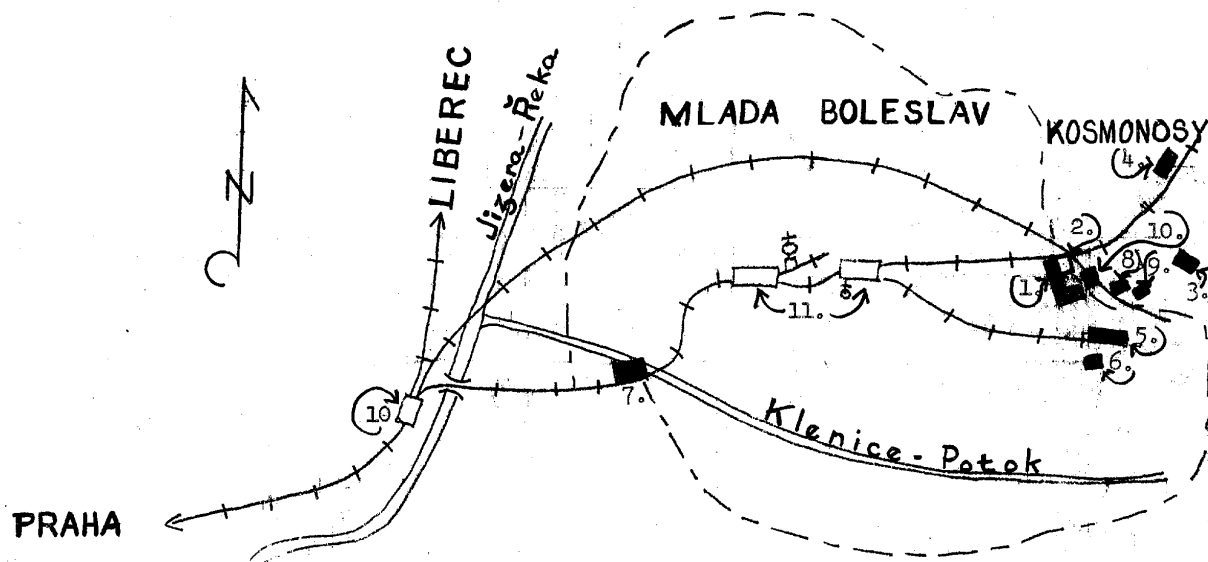 LIBEREC
Jizera-Řeka
N
MLADA BOLESLAV
KOSMONOSY
4.
2.
10.
8.
9.
1.
3.
11.
5.
6.
7.
10
Klenice-Potok
PRAHA